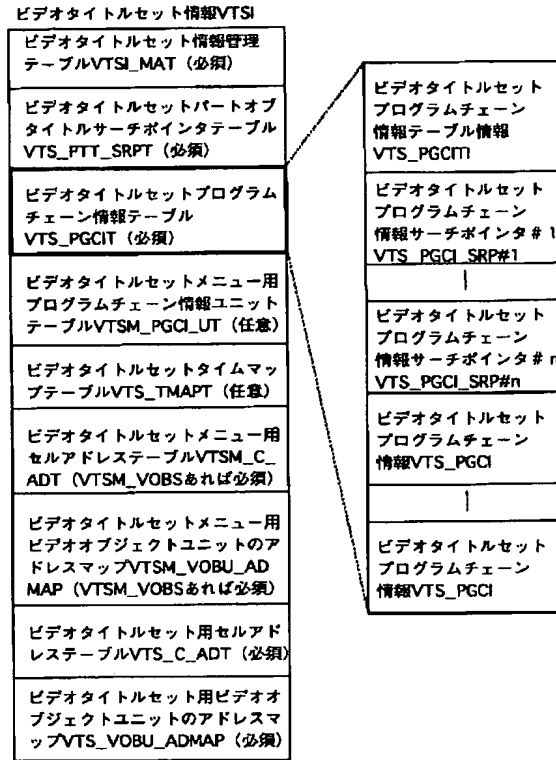 ビデオタイトルセット情報VTSI
ビデオタイトルセット情報管理
テーブルVTSI_MAT（必須）
ビデオタイトルセットパートオブ
タイトルサーチポインタテーブル
VTS_PTT_SRPT（必須）
ビデオタイトルセットプログラム
チェーン情報テーブル
VTS_PGCIT（必須）
ビデオタイトルセットメニュー用
プログラムチェーン情報ユニット
テーブルVTSM_PGCI_UT（任意）
ビデオタイトルセットタイムマッ
プテーブルVTS_TMAPT（任意）
ビデオタイトルセットメニュー用
セルアドレステーブルVTSM_C_
ADT（VTSM_VOBSあれば必須）
ビデオタイトルセットメニュー用
ビデオオブジェクトユニットのア
ドレスマップVTSM_VOBU_AD
MAP（VTSM_VOBSあれば必須）
ビデオタイトルセット用セルアド
レステーブルVTS_C_ADT（必須）
ビデオタイトルセット用ビデオオ
ブジェクトユニットのアドレスマ
ップVTS_VOBU_ADMAP（必須）
ビデオタイトルセット
プログラムチェーン
情報テーブル情報
VTS_PGCITI
ビデオタイトルセット
プログラムチェーン
情報サーチポインタ＃1
VTS_PGCI_SRP#1
ビデオタイトルセット
プログラムチェーン
情報サーチポインタ＃n
VTS_PGCI_SRP#n
ビデオタイトルセット
プログラムチェーン
情報VTS_PGCI
ビデオタイトルセット
プログラムチェーン
情報VTS_PGCI